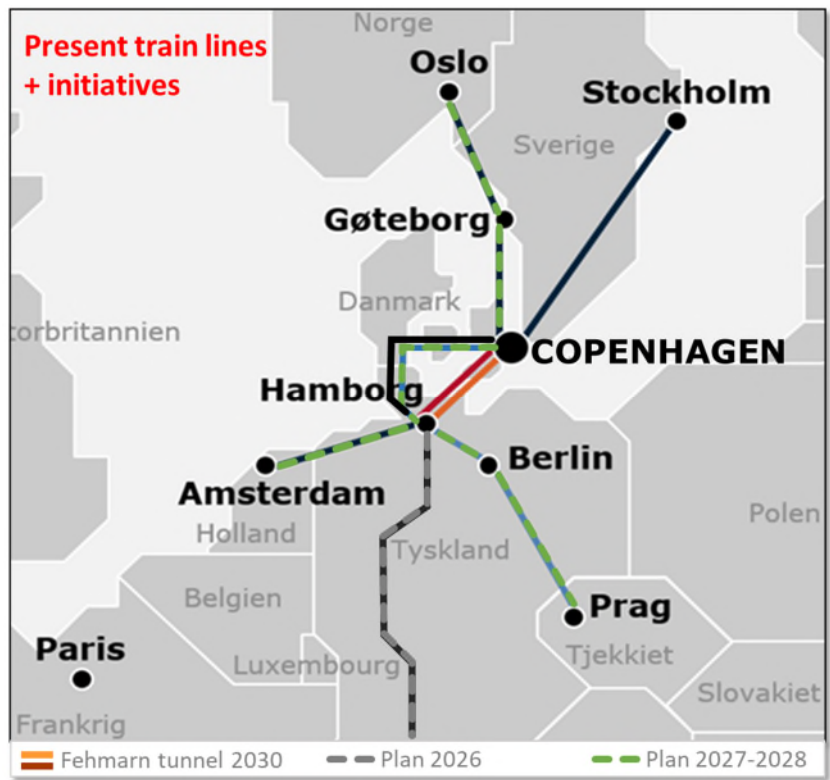 Present train lines
+ initiatives
Norge
Oslo
Stockholm
Sverige
Gøteborg
Danmark
torbritannien
COPENHAGEN
Hamborg
Berlin
Amsterdam
Holland
Polen
Tyskland
Belgien
Prag
Paris
Tjekkiet
Luxembourg
Slovakiet
Frankrig
Fehmarn tunnel 2030
Plan 2026
Plan 2027-2028